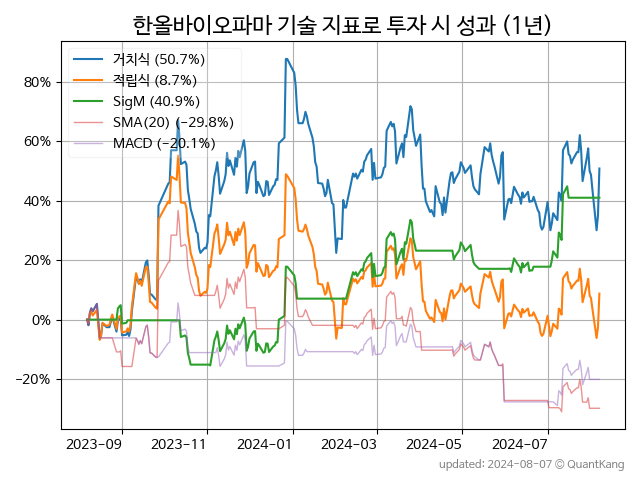 한올바이오파마 기술 지표로 투자 시 성과 (1년)
거치식 (50.7%)
적립식 (8.7%)
SigM (40.9%)
SMA(20) (−29.8%)
MACD (−20.1%)
80%
60%
40%
20%
0%
−20%
2023-09
2023-11
2024-01
2024-03
2024-05
2024-07
updated: 2024-08-07 © QuantKang